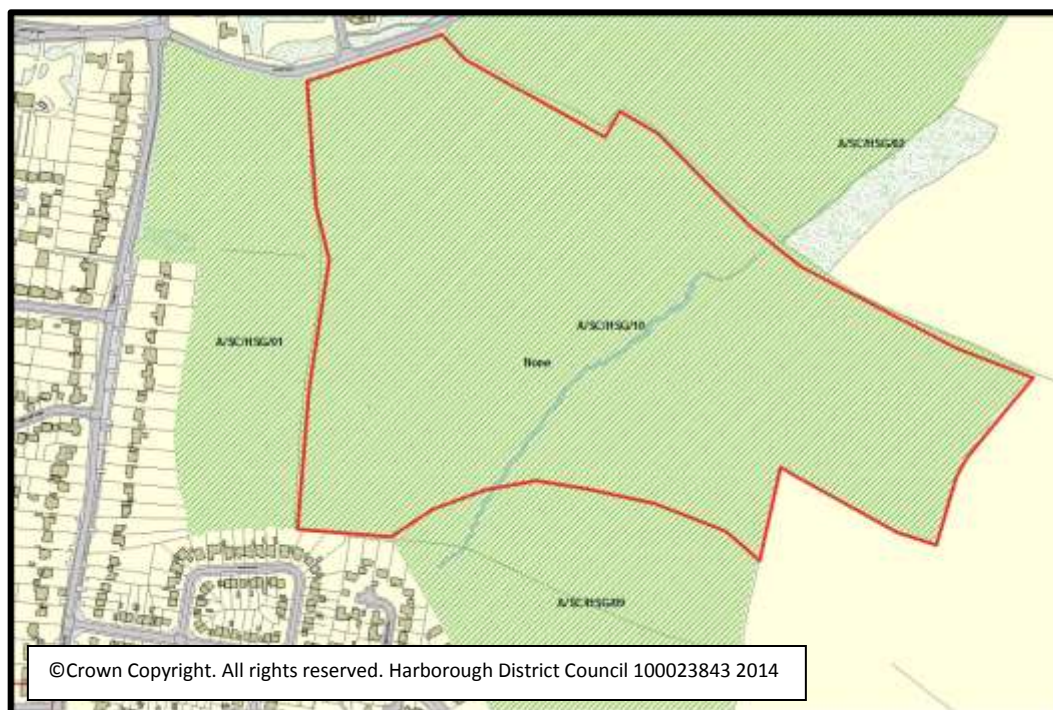 A/SC/HSG/02
A/SC/HSG/10
A/SC/HSG/01
None
A/SC/HSG/09
©Crown Copyright. All rights reserved. Harborough District Council 100023843 2014